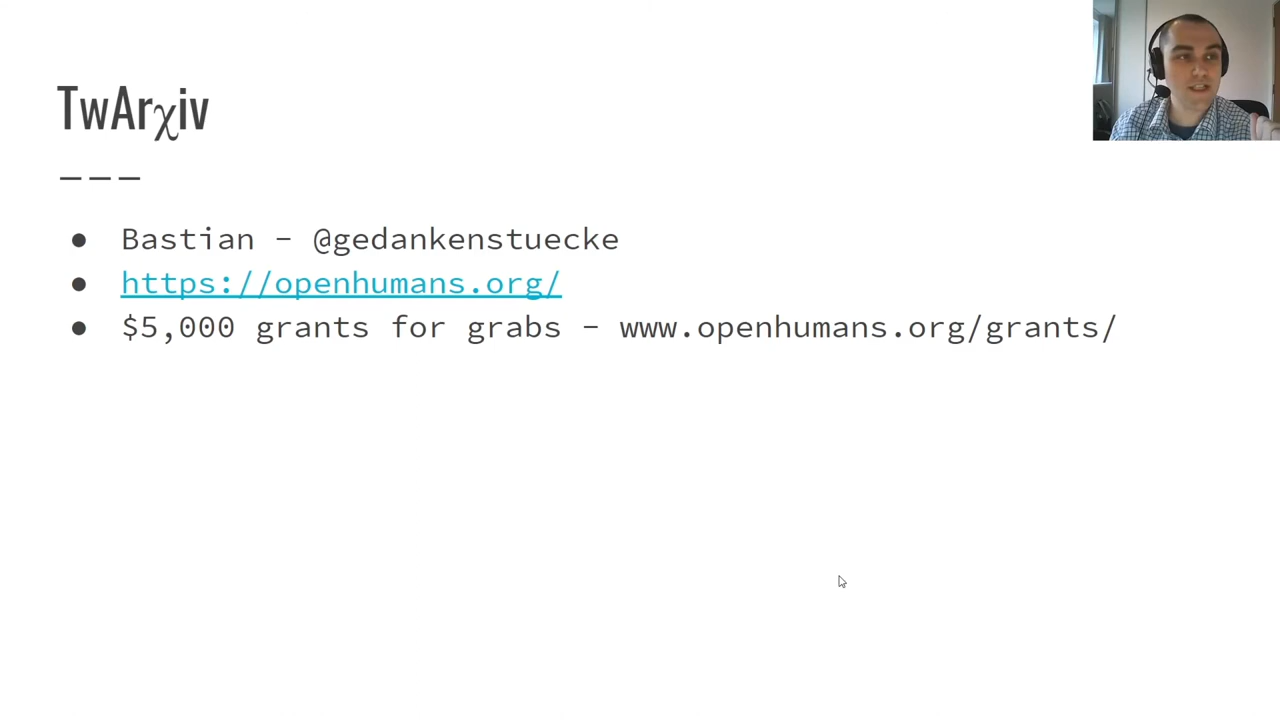 TwArχiv
---
● Bastian - @gedankenstuecke
● https://openhumans.org/
● $5,000 grants for grabs - www.openhumans.org/grants/